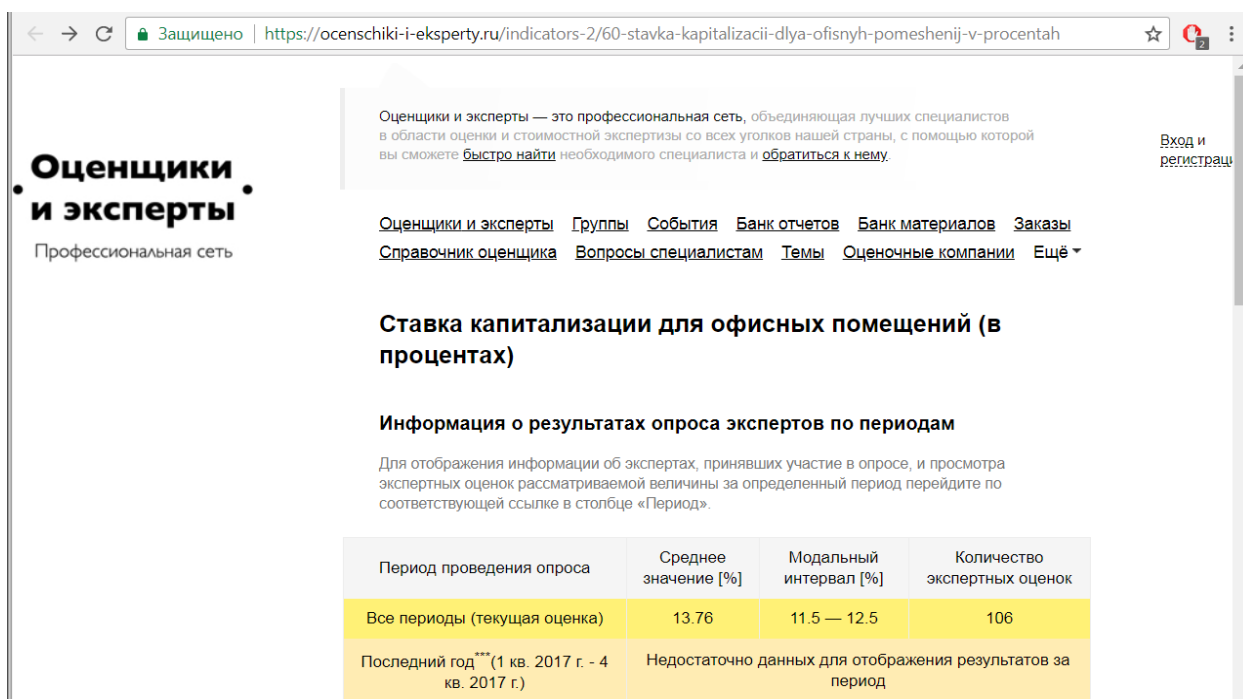 Защищено
https://ocenschiki-i-eksperty.ru/indicators-2/60-stavka-kapitalizacii-dlya-ofisnyh-pomeshenij-v-procentah
2
Оценщики
и эксперты
Профессиональная сеть
Оценщики и эксперты — это профессиональная сеть, объединяющая лучших специалистов
в области оценки и стоимостной экспертизы со всех уголков нашей страны, с помощью которой
вы сможете быстро найти необходимого специалиста и обратиться к нему.
Вход и
регистраци
Оценщики и эксперты Группы События Банк отчетов Банк материалов Заказы
Справочник оценщика Вопросы специалистам Темы Оценочные компании Ещё
Ставка капитализации для офисных помещений (в
процентах)
Информация о результатах опроса экспертов по периодам
Для отображения информации об экспертах, принявших участие в опросе, и просмотра
экспертных оценок рассматриваемой величины за определенный период перейдите по
соответствующей ссылке в столбце «Период».
Период проведения опроса
Среднее
значение [%]
Модальный
интервал [%]
Количество
экспертных оценок
Все периоды (текущая оценка) 13.76 11.5 — 12.5 106
Последний год***(1 кв. 2017 г. - 4
кв. 2017 г.)
Недостаточно данных для отображения результатов за
период